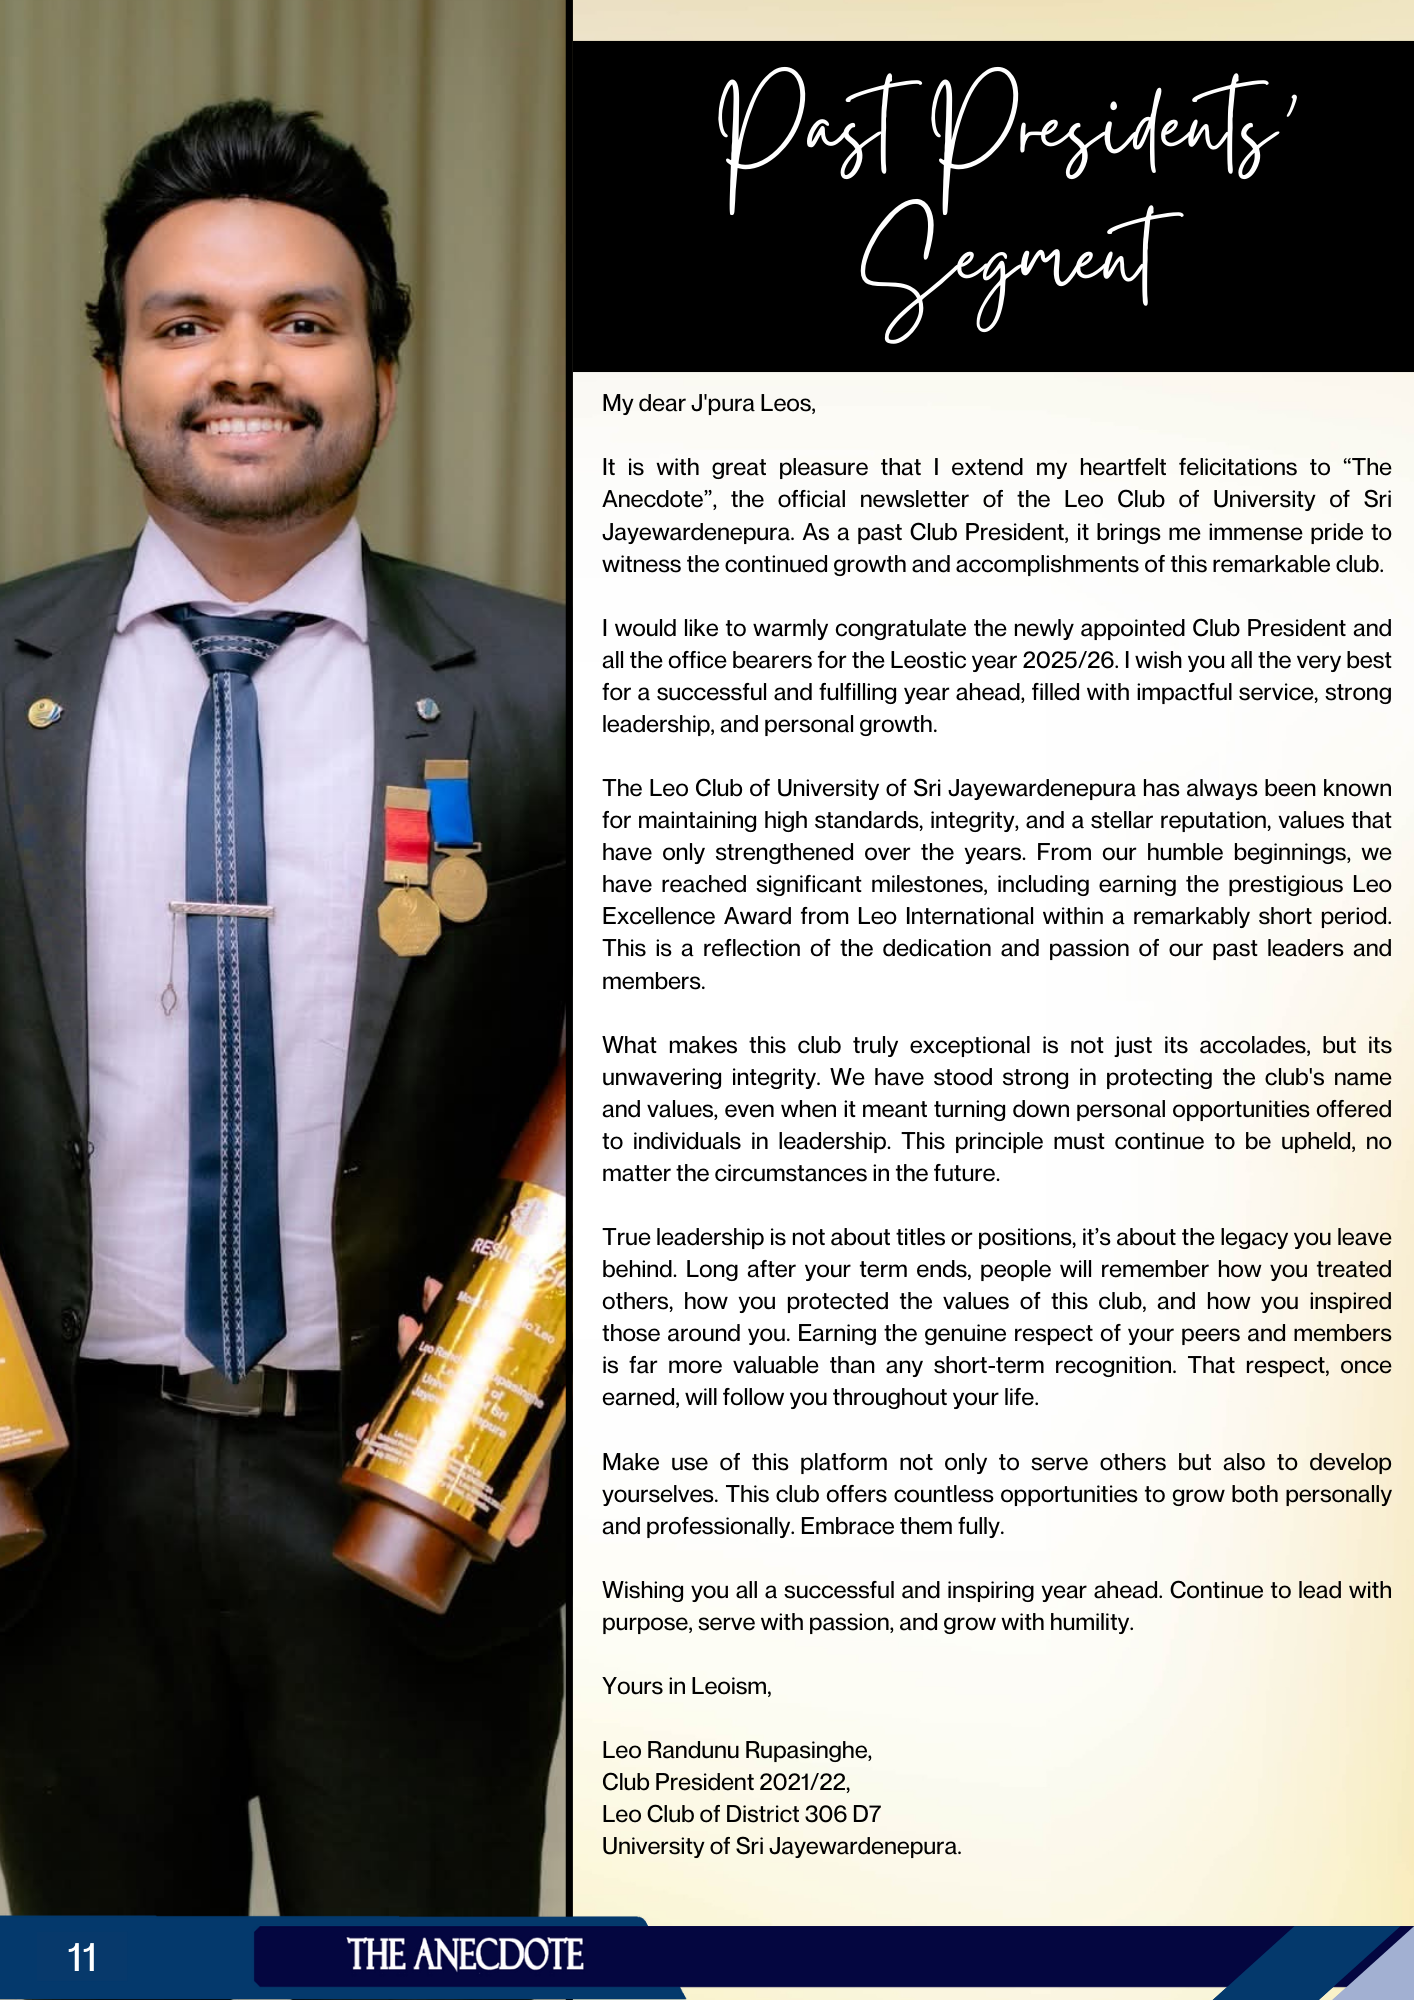 Past Presidents’
Segment
My dear J'pura Leos,
It is with great pleasure that I extend my heartfelt felicitations to “The
Anecdote”, the official newsletter of the Leo Club of University of Sri
Jayewardenepura. As a past Club President, it brings me immense pride to
witness the continued growth and accomplishments of this remarkable club.
I would like to warmly congratulate the newly appointed Club President and
all the office bearers for the Leostic year 2025/26. I wish you all the very best
for a successful and fulfilling year ahead, filled with impactful service, strong
leadership, and personal growth.
The Leo Club of University of Sri Jayewardenepura has always been known
for maintaining high standards, integrity, and a stellar reputation, values that
have only strengthened over the years. From our humble beginnings, we
have reached significant milestones, including earning the prestigious Leo
Excellence Award from Leo International within a remarkably short period.
This is a reflection of the dedication and passion of our past leaders and
members.
What makes this club truly exceptional is not just its accolades, but its
unwavering integrity. We have stood strong in protecting the club's name
and values, even when it meant turning down personal opportunities offered
to individuals in leadership. This principle must continue to be upheld, no
matter the circumstances in the future.
True leadership is not about titles or positions, it’s about the legacy you leave
behind. Long after your term ends, people will remember how you treated
others, how you protected the values of this club, and how you inspired
those around you. Earning the genuine respect of your peers and members
is far more valuable than any short-term recognition. That respect, once
earned, will follow you throughout your life.
Make use of this platform not only to serve others but also to develop
yourselves. This club offers countless opportunities to grow both personally
and professionally. Embrace them fully.
Wishing you all a successful and inspiring year ahead. Continue to lead with
purpose, serve with passion, and grow with humility.
Yours in Leoism,
Leo Randunu Rupasinghe,
Club President 2021/22,
Leo Club of District 306 D7
University of Sri Jayewardenepura.
11
THE ANECDOTE